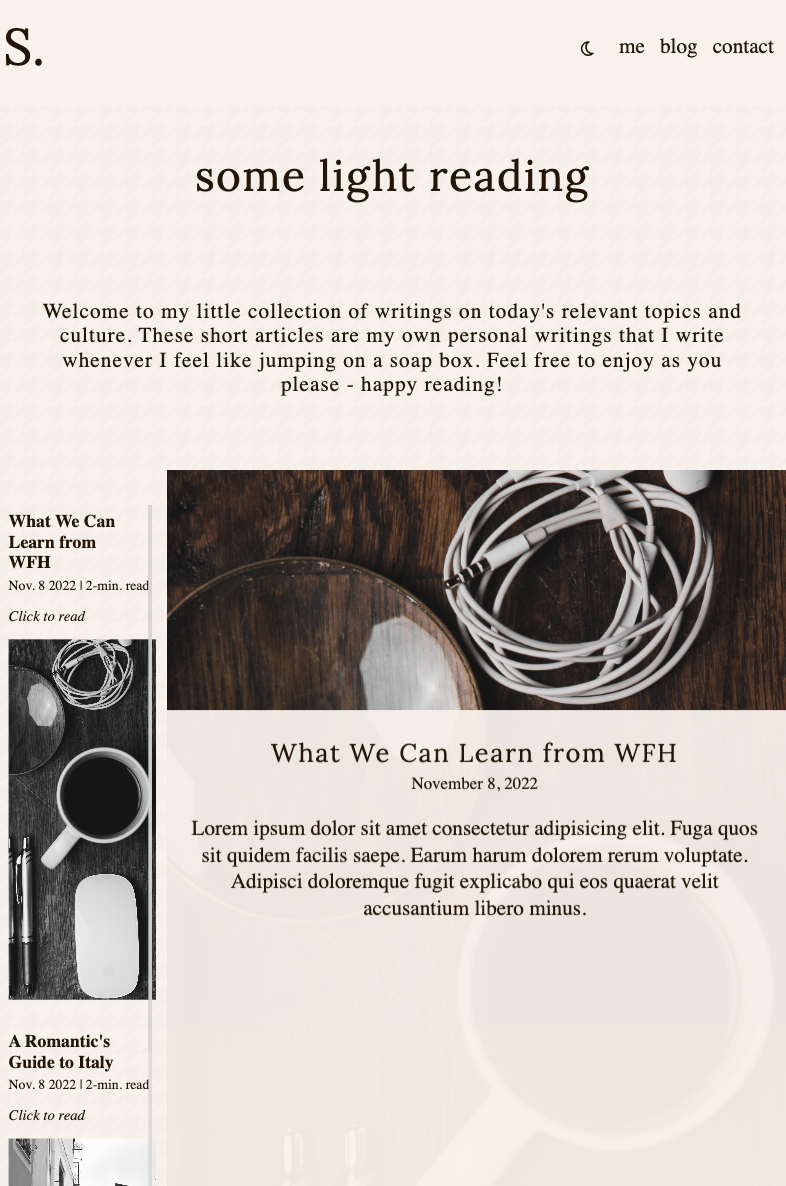 S.
me blog contact
some light reading
Welcome to my little collection of writings on today's relevant topics and
culture. These short articles are my own personal writings that I write
whenever I feel like jumping on a soap box. Feel free to enjoy as you
please - happy reading!
What We Can
Learn from
WFH
Nov. 8 2022 | 2-min. read
Click to read
A Romantic's
Guide to Italy
Nov. 8 2022 | 2-min. read
Click to read
What We Can Learn from WFH
November 8, 2022
Lorem ipsum dolor sit amet consectetur adipisicing elit. Fuga quos
sit quidem facilis saepe. Earum harum dolorem rerum voluptate.
Adipisci doloremque fugit explicabo qui eos quaerat velit
accusantium libero minus.